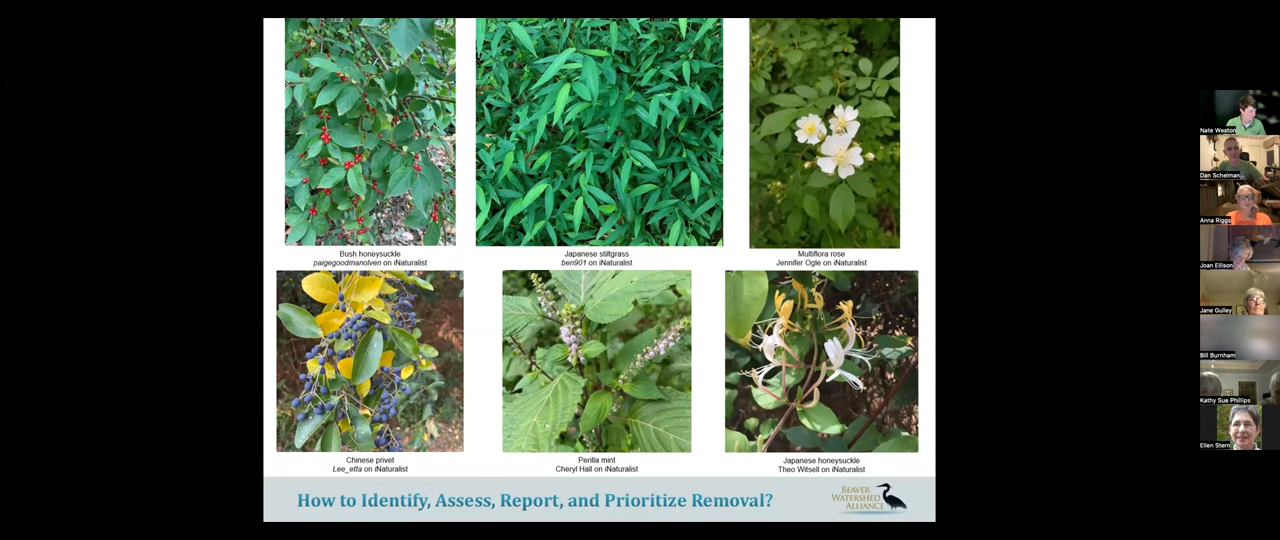 Bush honeysuckle
paigegoodmanolven on iNaturalist
Japanese stiltgrass
ben901 on iNaturalist
Multiflora rose
Jennifer Ogle on iNaturalist
Chinese privet
Lee_etta on iNaturalist
Perilla mint
Cheryl Hall on iNaturalist
Japanese honeysuckle
Theo Witsell on iNaturalist
How to Identify, Assess, Report, and Prioritize Removal?
BEAVER
WATERSHED
ALLIANCE
Nate Weston
Dan Scheiman
Anna Riggs
Joan Ellison
Jane Gulley
Bill Burnham
Kathy Sue Phillips
Ellen Stern